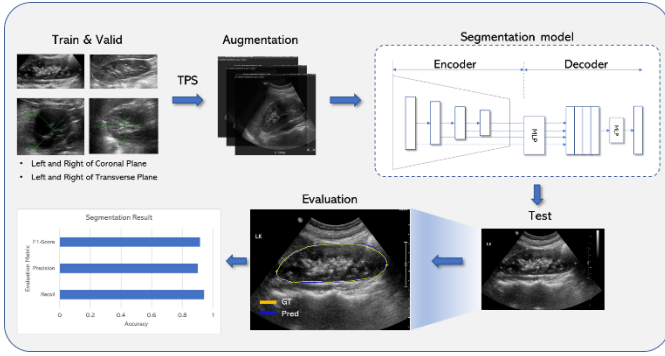 Train & Valid
Augmentation
Segmentation model
TPS
Encoder
Decoder
MLP
MLP
• Left and Right of Coronal Plane
• Left and Right of Transverse Plane
Evaluation
Test
Segmentation Result
Evaluation Metric
F1-Score
Precision
Recall
0
0.2
0.4
0.6
0.8
1
Accuracy
LK
GT
Pred
LK